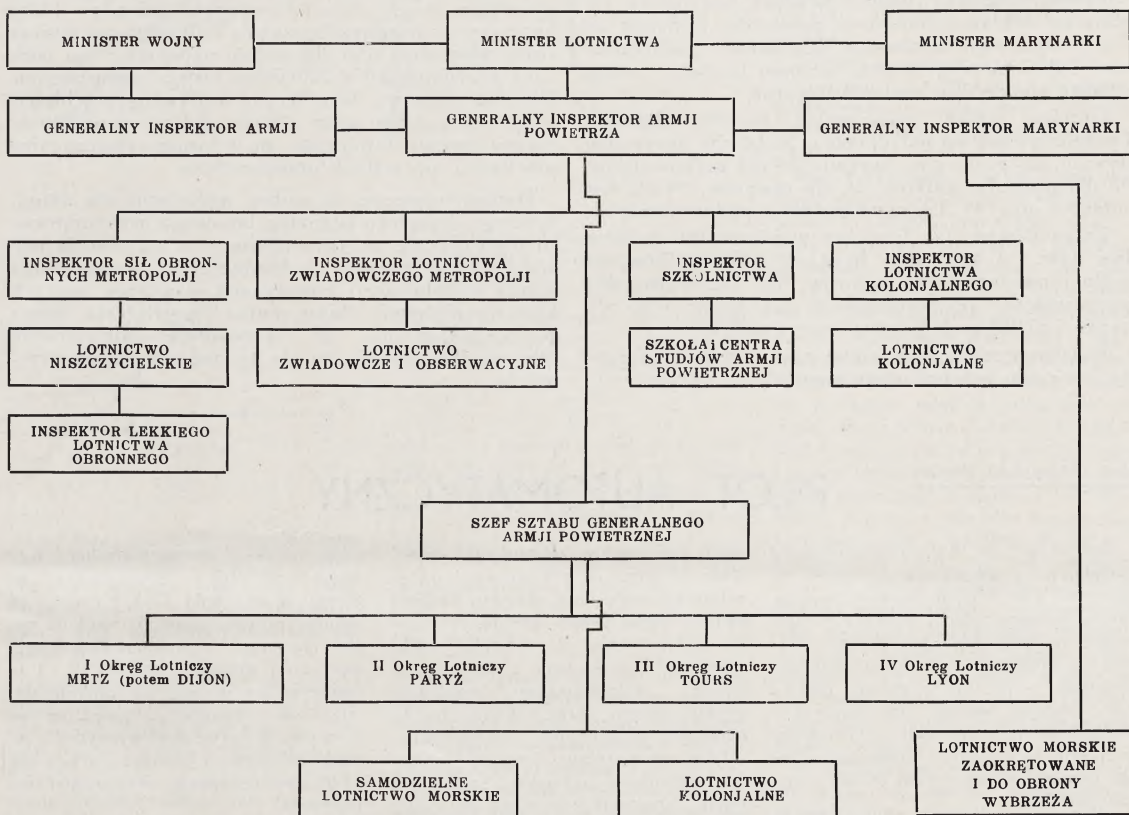 MINISTER WOJNY
MINISTER LOTNICTWA
MINISTER MARYNARKI
GENERALNY INSPEKTOR ARMJI
GENERALNY INSPEKTOR ARMJI
POWIETRZA
GENERALNY INSPEKTOR MARYNARKI
INSPEKTOR SIŁ OBRON-
NYCH METROPOLJI
INSPEKTOR LOTNICTWA
ZWIADOWCZEGO METROPOLJI
INSPEKTOR
SZKOLNICTWA
INSPEKTOR
LOTNICTWA
KOLONJALNEGO
LOTNICTWO
NISZCZYCIELSKIE
LOTNICTWO
ZWIADOWCZE I OBSERWACYJNE
SZKOŁA i CENTRA
STUDJÓW ARMJI
POWIETRZNEJ
LOTNICTWO
KOLONJALNE
INSPEKTOR LEKKIEGO
LOTNICTWA
OBRONNEGO
SZEF SZTABU GENERALNEGO
ARMJI POWIETRZNEJ
I Okręg Lotniczy
METZ (potem DIJON)
II Okręg Lotniczy
PARYŻ
III Okręg Lotniczy
TOURS
IV Okręg Lotniczy
LYON
SAMODZIELNE
LOTNICTWO MORSKIE
LOTNICTWO
KOLONJALNE
LOTNICTWO MORSKIE
ZAOKRĘTOWANE
I DO OBRONY
WYBRZEŻA